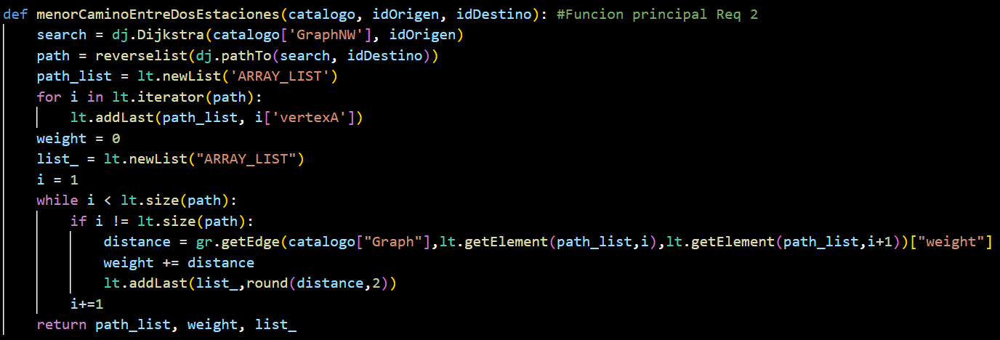 def menorCaminoEntreDosEstaciones(catalogo, idOrigen, idDestino): #Funcion principal Req 2
    search = dj.Dijkstra(catalogo['GraphNW'], idOrigen)
    path = reverselist(dj.pathTo(search, idDestino))
    path_list = lt.newList('ARRAY_LIST')
    for i in lt.iterator(path):
        lt.addLast(path_list, i['vertexA'])
    weight = 0
    list_ = lt.newList("ARRAY_LIST")
    i = 1
    while i < lt.size(path):
        if i != lt.size(path):
            distance = gr.getEdge(catalogo["Graph"],lt.getElement(path_list,i),lt.getElement(path_list,i+1))["weight"]
            weight += distance
            lt.addLast(list_,round(distance,2))
        i+=1
    return path_list, weight, list_